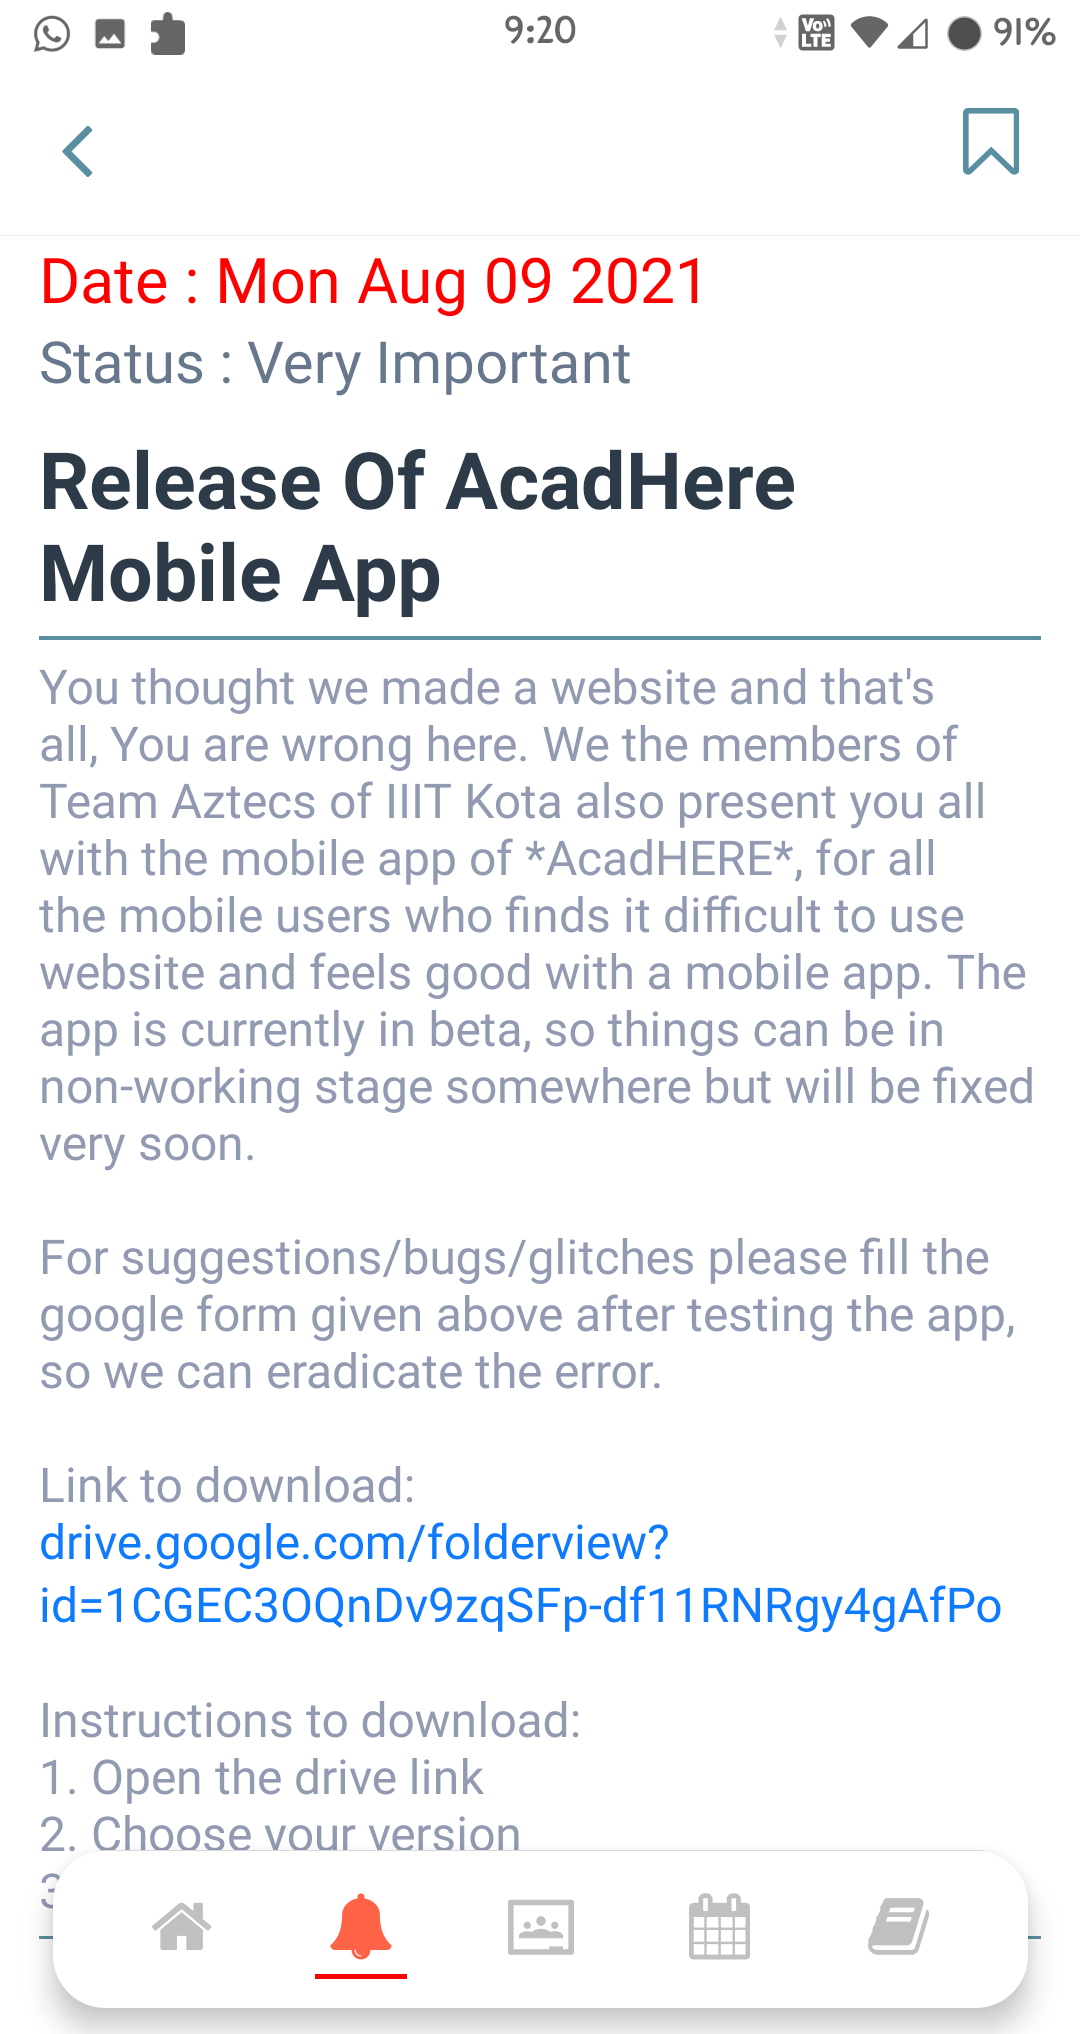 9:20
Vo))
LTE
91%
Date : Mon Aug 09 2021
Status : Very Important
Release Of AcadHere
Mobile App
You thought we made a website and that's
all, You are wrong here. We the members of
Team Aztecs of IIIT Kota also present you all
with the mobile app of *AcadHERE*, for all
the mobile users who finds it difficult to use
website and feels good with a mobile app. The
app is currently in beta, so things can be in
non-working stage somewhere but will be fixed
very soon.
For suggestions/bugs/glitches please fill the
google form given above after testing the app,
so we can eradicate the error.
Link to download:
drive.google.com/folderview?
id=1CGEC3OQnDv9zqSFp-df11RNRgy4gAfPo
Instructions to download:
1. Open the drive link
2. Choose your version
3